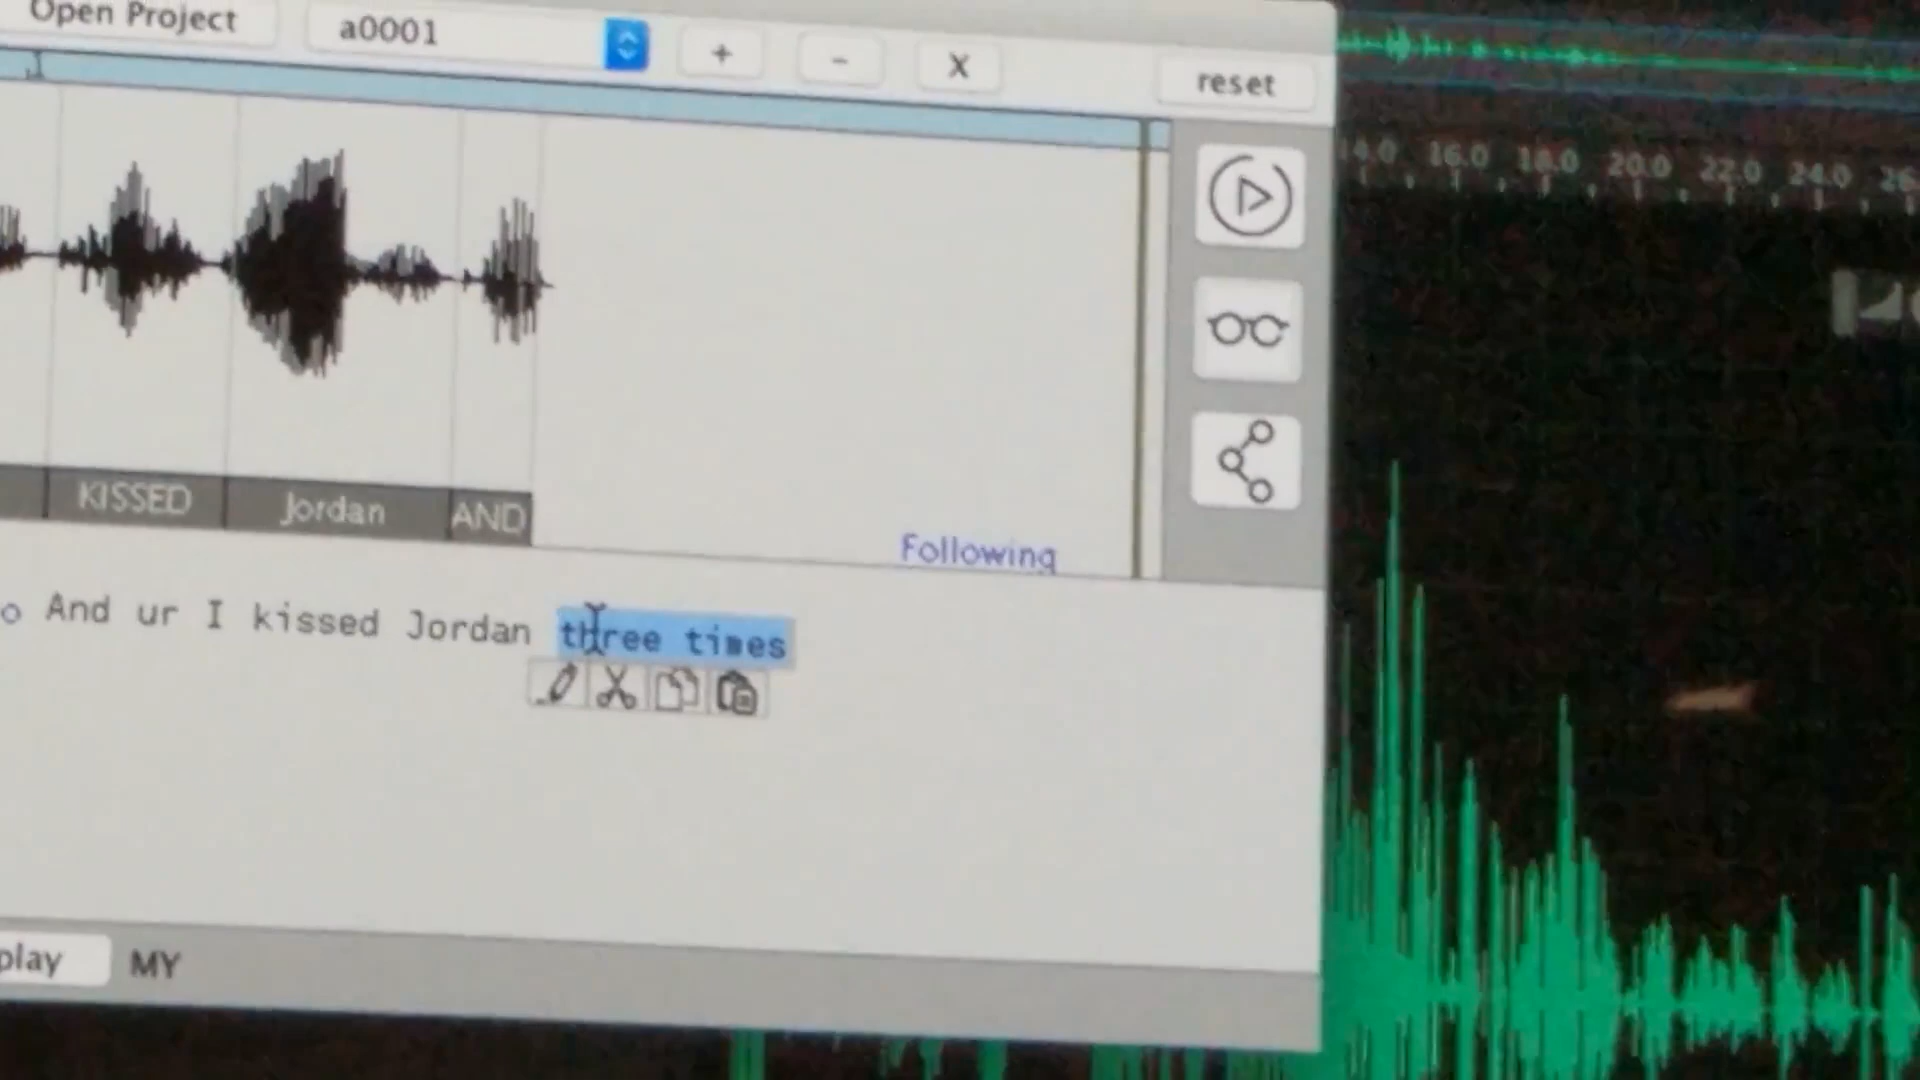 Open Project a0001 + - X reset
14.0 16.0 18.0 20.0 22.0 24.0 26.
KISSED Jordan AND
Following
o And ur I kissed Jordan three times
play MY